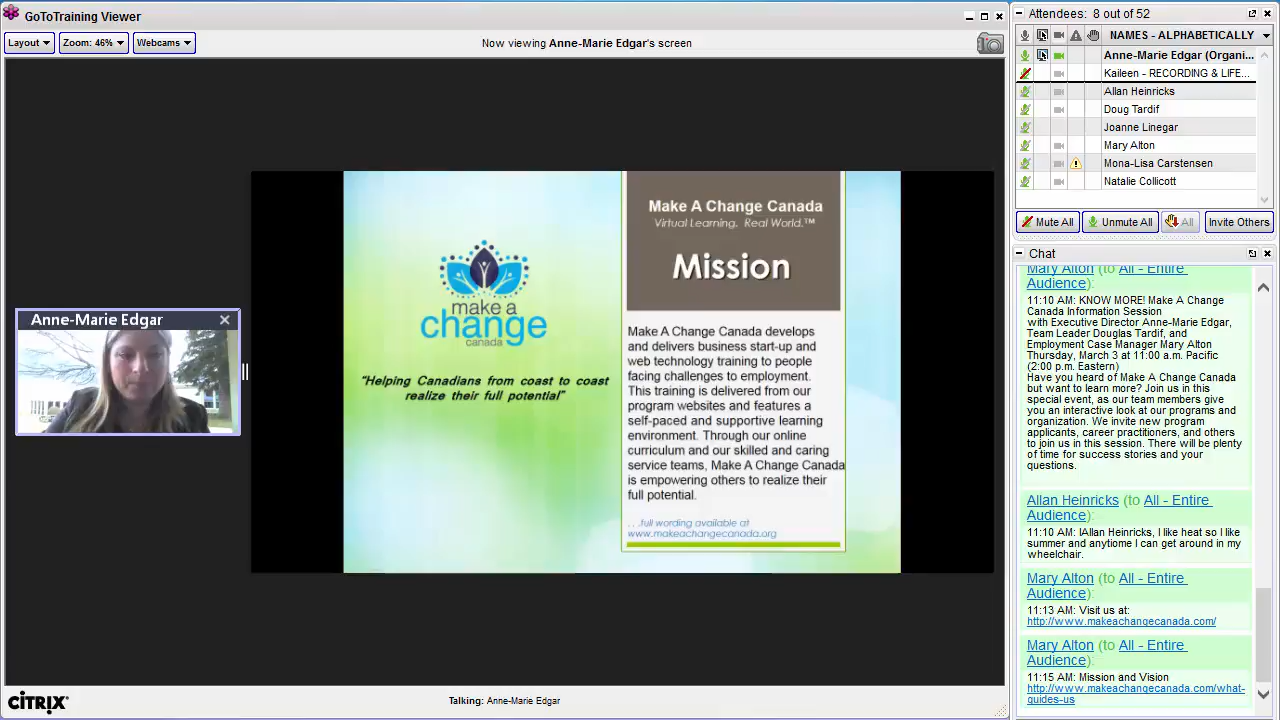 GoToTraining Viewer
Layout
Zoom: 46%
Webcams
Now viewing Anne-Marie Edgar's screen
Anne-Marie Edgar
make a
change
canada
"Helping Canadians from coast to coast
realize their full potential"
Make A Change Canada
Virtual Learning. Real World.™
Mission
Make A Change Canada develops
and delivers business start-up and
web technology training to people
facing challenges to employment.
This training is delivered from our
program websites and features a
self-paced and supportive learning
environment. Through our online
curriculum and our skilled and caring
service teams, Make A Change Canada
is empowering others to realize their
full potential.
. . .full wording available at
www.makeachangecanada.org
CITRIX®
Talking: Anne-Marie Edgar
Attendees: 8 out of 52
NAMES - ALPHABETICALLY
Anne-Marie Edgar (Organi...
Kaileen - RECORDING & LIFE...
Allan Heinricks
Doug Tardif
Joanne Linegar
Mary Alton
Mona-Lisa Carstensen
Natalie Collicott
Mute All
Unmute All
All
Invite Others
Chat
Mary Alton (to All - Entire
Audience):
11:10 AM: KNOW MORE! Make A Change
Canada Information Session
with Executive Director Anne-Marie Edgar,
Team Leader Douglas Tardif, and
Employment Case Manager Mary Alton
Thursday, March 3 at 11:00 a.m. Pacific
(2:00 p.m. Eastern)
Have you heard of Make A Change Canada
but want to learn more? Join us in this
special event, as our team members give
you an interactive look at our programs and
organization. We invite new program
applicants, career practitioners, and others
to join us in this session. There will be plenty
of time for success stories and your
questions.
Allan Heinricks (to All - Entire
Audience):
11:10 AM: IAllan Heinricks, I like heat so I like
summer and anytiome I can get around in my
wheelchair.
Mary Alton (to All - Entire
Audience):
11:13 AM: Visit us at:
http://www.makeachangecanada.com/
Mary Alton (to All - Entire
Audience):
11:15 AM: Mission and Vision
http://www.makeachangecanada.com/what-
guides-us